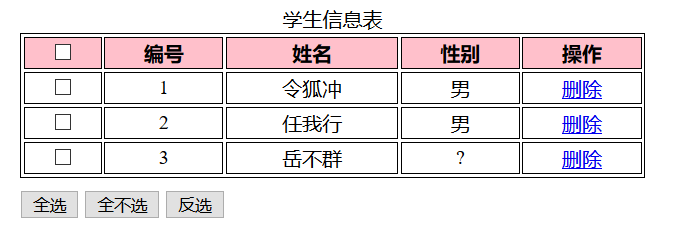 学生信息表
编号 姓名 性别 操作
1 令狐冲 男 删除
2 任我行 男 删除
3 岳不群 ? 删除
全选 全不选 反选